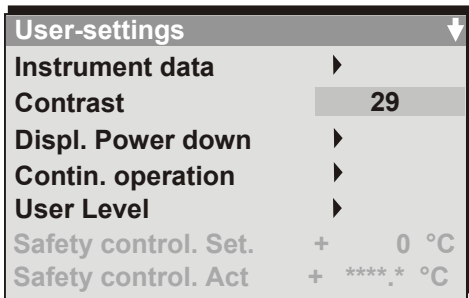 User-settings
Instrument data
Contrast 29
Displ. Power down
Contin. operation
User Level
Safety control. Set. + 0 °C
Safety control. Act + ****.* °C